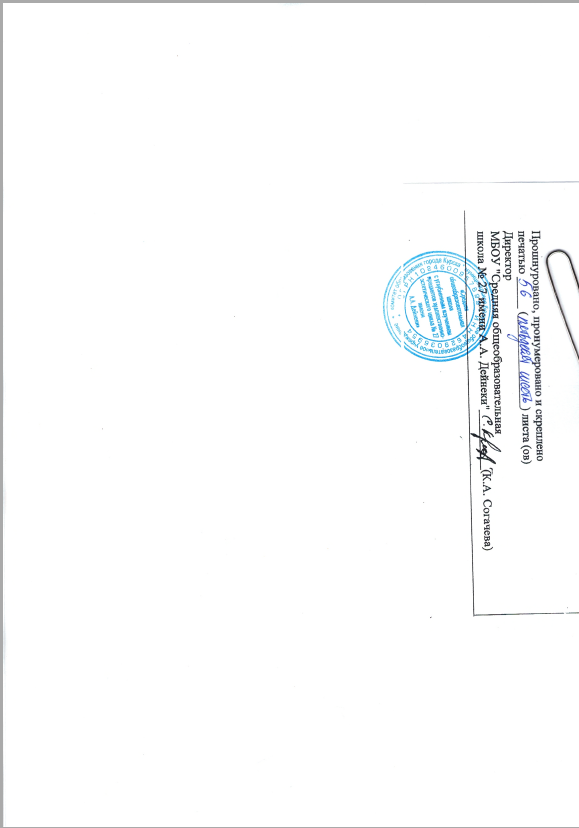 Прошнуровано, пронумеровано и скреплено
печатью 56 (пятьдесят шесть) листа (ов)
Директор
МБОУ "Средняя общеобразовательная
школа № 27 имени А.А. Дейнеки" (К.А. Согачева)